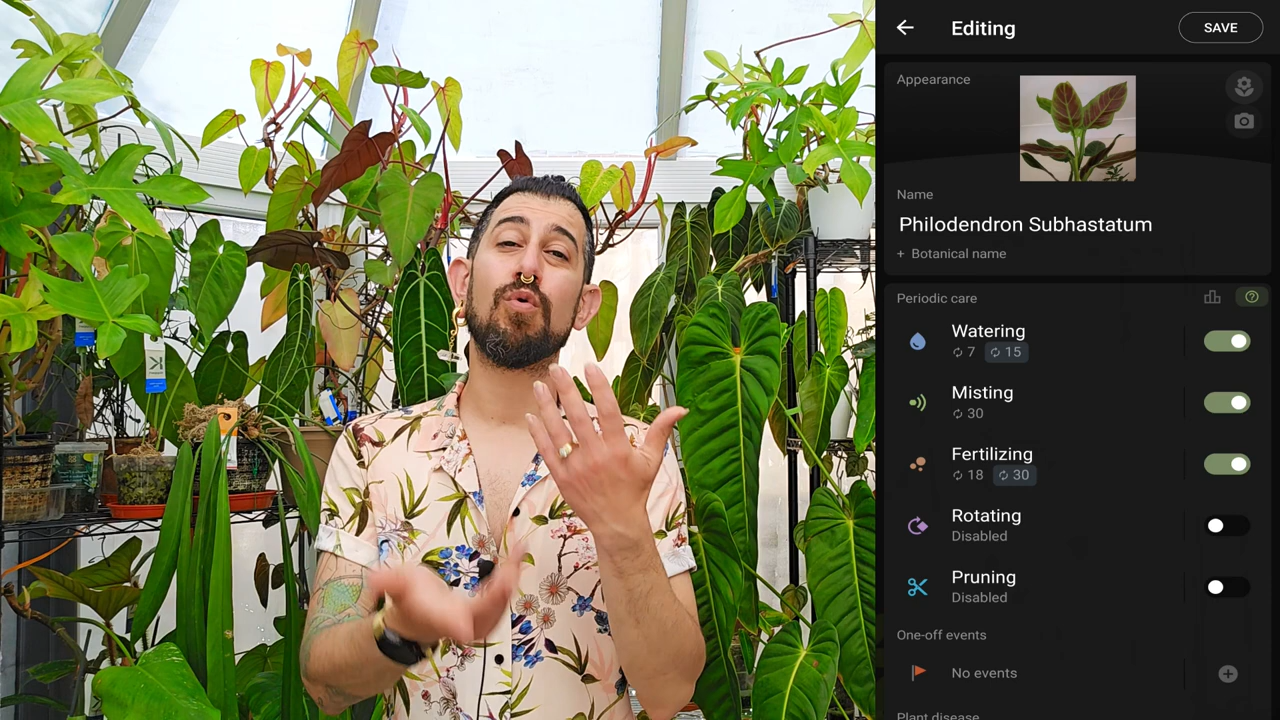 Editing
SAVE
Appearance
Name
Philodendron Subhastatum
+ Botanical name
Periodic care
Watering
7 15
Misting
30
Fertilizing
18 30
Rotating
Disabled
Pruning
Disabled
One-off events
No events
Plant disease